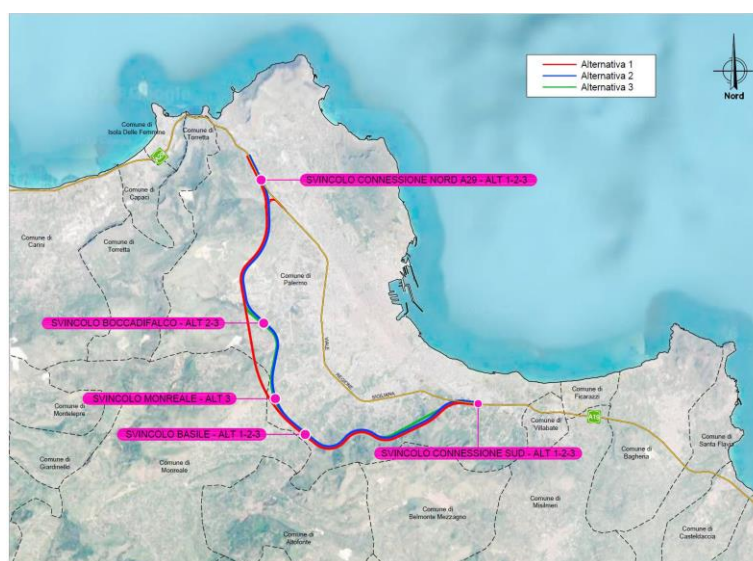 Alternativa 1
Alternativa 2
Alternativa 3
Nord
Comune di
Isola Delle Femmine
Comune di
Torretta
Comune di
Capaci
Comune di
Carini
Comune di
Torretta
SVINCOLO CONNESSIONE NORD A29 - ALT 1-2-3
Comune di
Palermo
SVINCOLO BOCCADIFALCO - ALT 2-3
VIALE
REGIONE
SICILIANA
SVINCOLO MONREALE - ALT 3
Comune di
Montelepre
SVINCOLO BASILE - ALT 1-2-3
Comune di
Ficarazzi
Comune di
Villabate
A19
Comune di
Santa Flavia
SVINCOLO CONNESSIONE SUD - ALT 1-2-3
Comune di
Bagheria
Comune di
Giardinello
Comune di
Monreale
Comune di
Misilmeri
Comune di
Belmonte Mezzagno
Comune di
Casteldaccia
Comune di
Altofonte